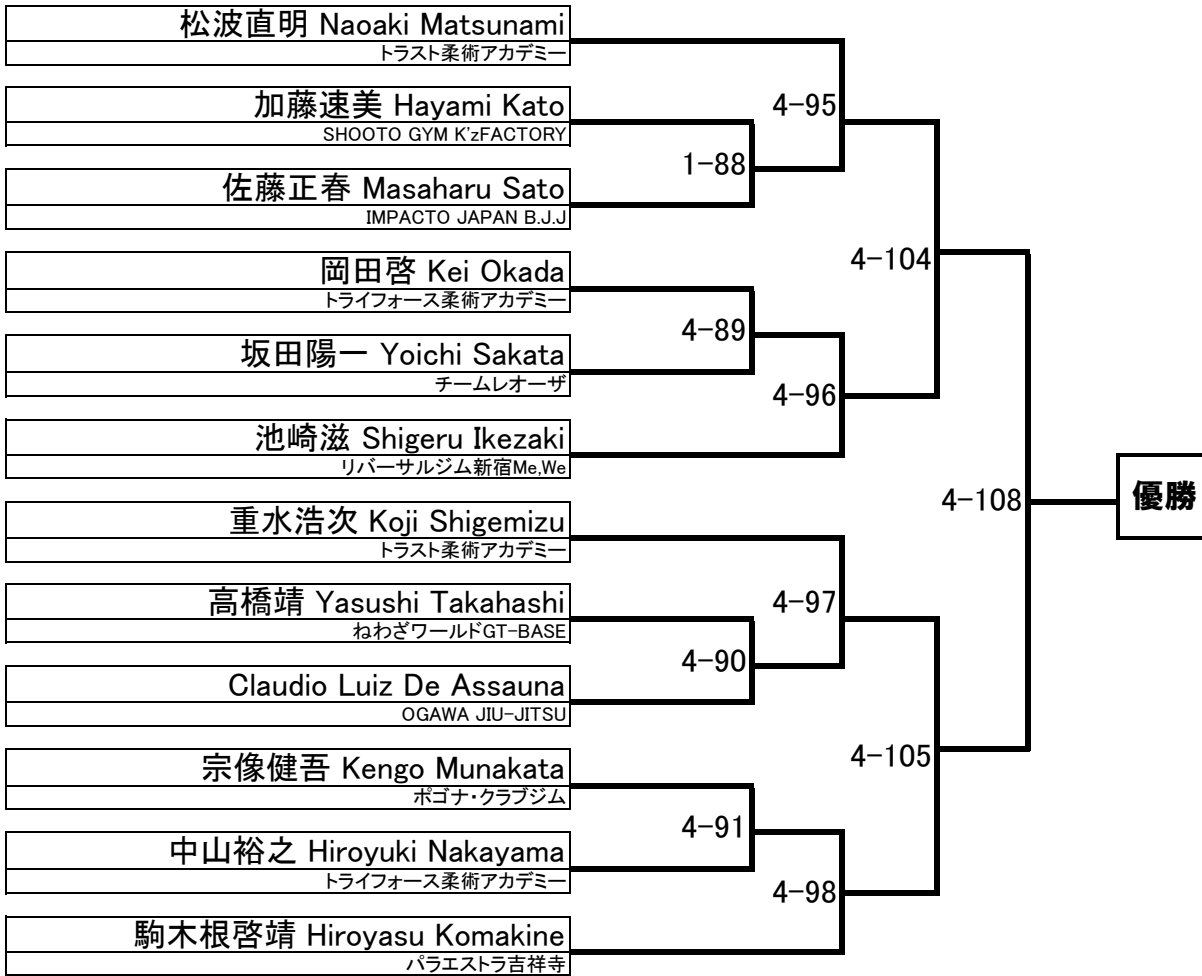 松波直明 Naoaki Matsunami
トラスト柔術アカデミー
加藤速美 Hayami Kato
SHOOTO GYM K'zFACTORY
佐藤正春 Masaharu Sato
IMPACTO JAPAN B.J.J
岡田啓 Kei Okada
トライフォース柔術アカデミー
坂田陽一 Yoichi Sakata
チームレオーザ
池崎滋 Shigeru Ikezaki
リバーサルジム新宿Me,We
重水浩次 Koji Shigemizu
トラスト柔術アカデミー
高橋靖 Yasushi Takahashi
ねわざワールドGT-BASE
Claudio Luiz De Assauna
OGAWA JIU-JITSU
宗像健吾 Kengo Munakata
ポゴナ・クラブジム
中山裕之 Hiroyuki Nakayama
トライフォース柔術アカデミー
駒木根啓靖 Hiroyasu Komakine
パラエストラ吉祥寺
1-88
4-89
4-90
4-91
4-95
4-96
4-97
4-98
4-104
4-105
4-108
優勝